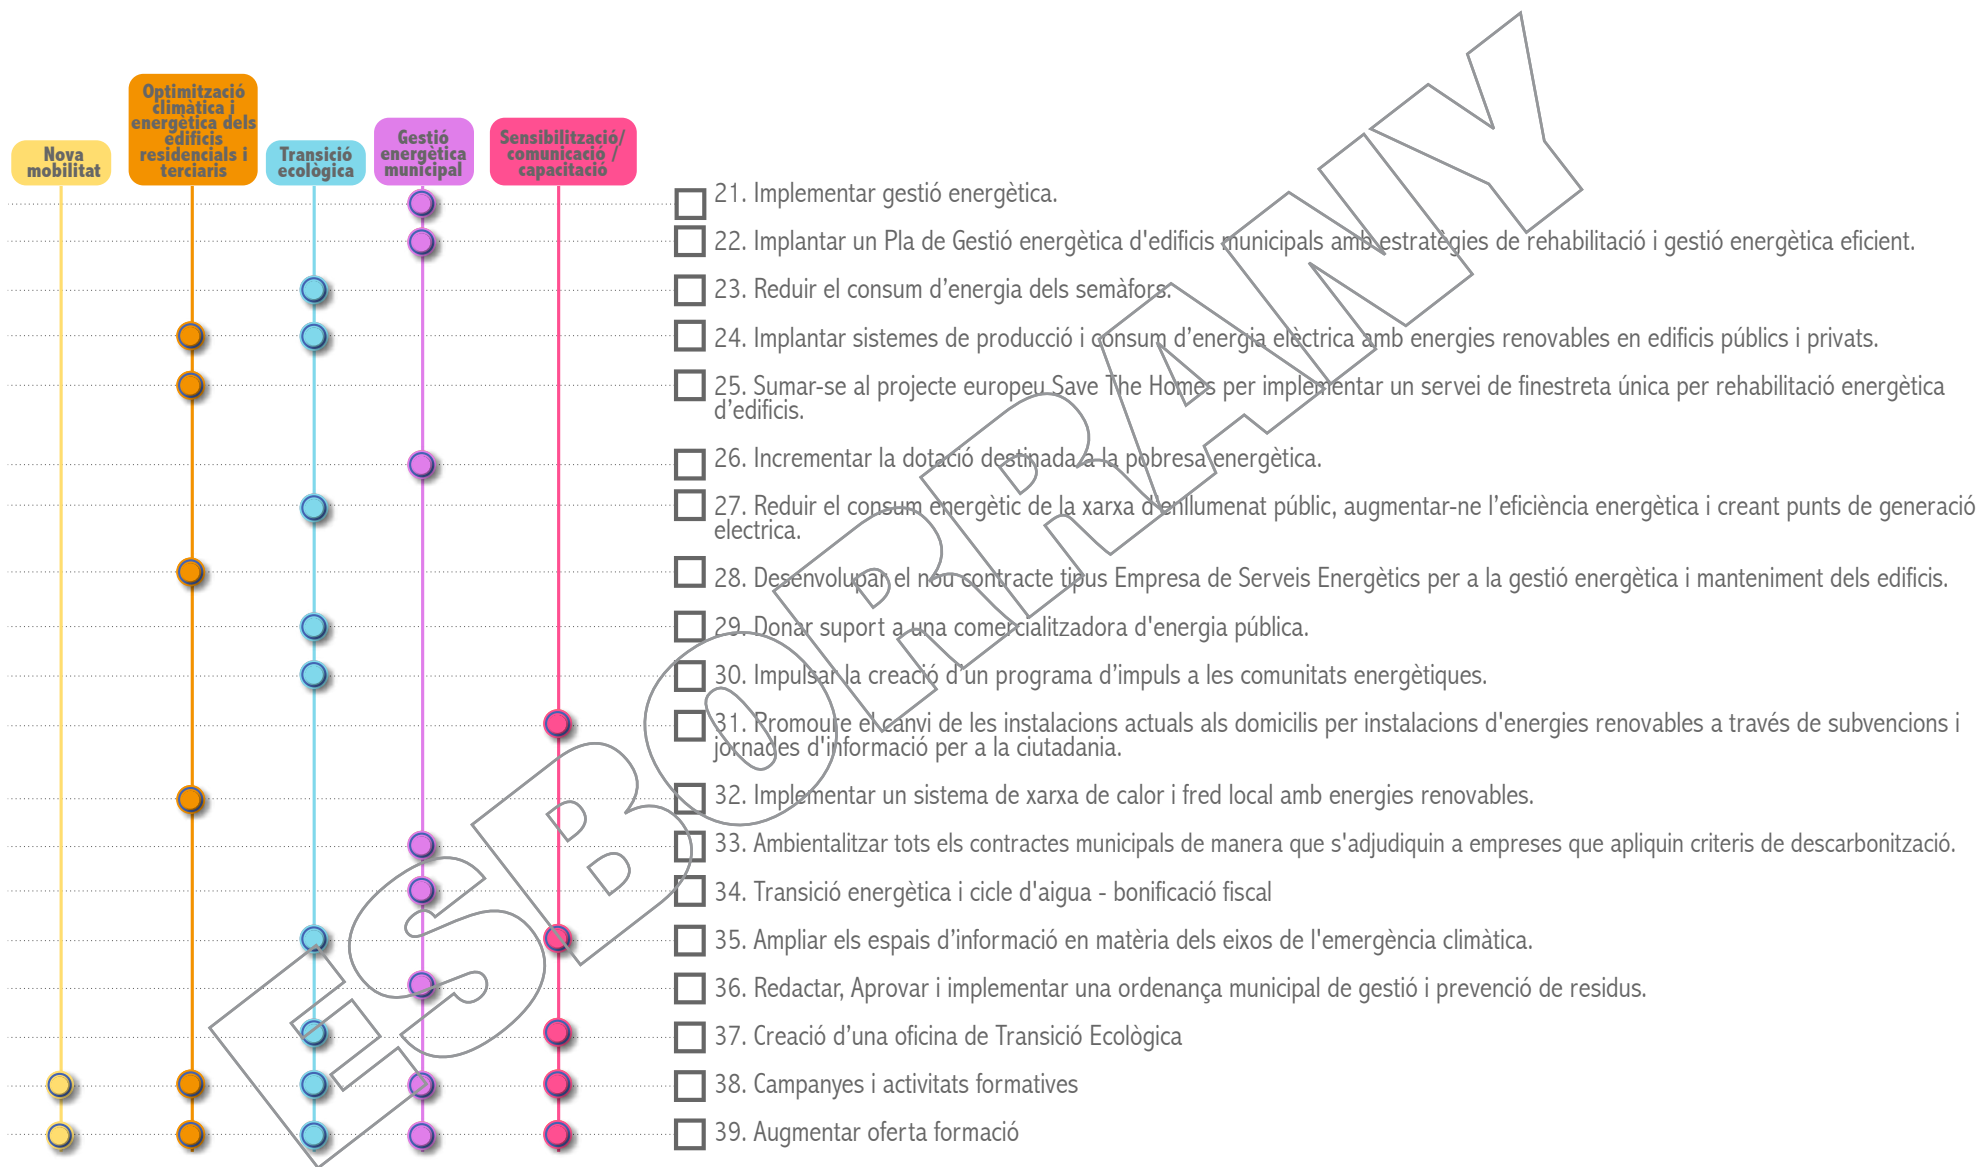 Optimització
climàtica i
energètica dels
edificis
residencials i
terciaris
Nova
mobilitat
Transició
ecològica
Gestió
energètica
municipal
Sensibilització/
comunicació /
capacitació
21. Implementar gestió energètica.
22. Implantar un Pla de Gestió energètica d'edificis municipals amb estratègies de rehabilitació i gestió energètica eficient.
23. Reduir el consum d’energia dels semàfors.
24. Implantar sistemes de producció i consum d’energia elèctrica amb energies renovables en edificis públics i privats.
25. Sumar-se al projecte europeu Save The Homes per implementar un servei de finestreta única per rehabilitació energètica
d’edificis.
26. Incrementar la dotació destinada a la pobresa energètica.
27. Reduir el consum energètic de la xarxa d’enllumenat públic, augmentar-ne l’eficiència energètica i creant punts de generació
electrica.
28. Desenvolupar el nou contracte tipus Empresa de Serveis Energètics per a la gestió energètica i manteniment dels edificis.
29. Donar suport a una comercialitzadora d'energia pública.
30. Impulsar la creació d’un programa d’impuls a les comunitats energètiques.
31. Promoure el canvi de les instalacions actuals als domicilis per instalacions d'energies renovables a través de subvencions i
jornades d'informació per a la ciutadania.
32. Implementar un sistema de xarxa de calor i fred local amb energies renovables.
33. Ambientalitzar tots els contractes municipals de manera que s'adjudiquin a empreses que apliquin criteris de descarbonització.
34. Transició energètica i cicle d'aigua - bonificació fiscal
35. Ampliar els espais d’informació en matèria dels eixos de l'emergència climàtica.
36. Redactar, Aprovar i implementar una ordenança municipal de gestió i prevenció de residus.
37. Creació d’una oficina de Transició Ecològica
38. Campanyes i activitats formatives
39. Augmentar oferta formació
ESBORRANY